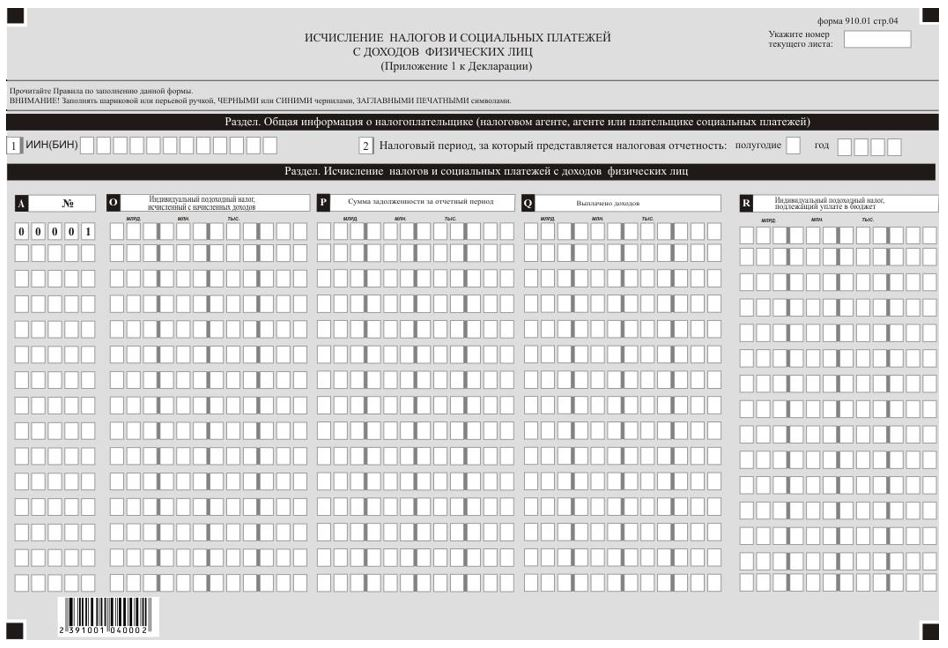 форма 910.01 стр.04
ИСЧИСЛЕНИЕ НАЛОГОВ И СОЦИАЛЬНЫХ ПЛАТЕЖЕЙ
С ДОХОДОВ ФИЗИЧЕСКИХ ЛИЦ
(Приложение 1 к Декларации)
Укажите номер
текущего листа:
Прочитайте Правила по заполнению данной формы.
ВНИМАНИЕ! Заполнять шариковой или перьевой ручкой, ЧЕРНЫМИ или СИНИМИ чернилами, ЗАГЛАВНЫМИ ПЕЧАТНЫМИ символами.
Раздел. Общая информация о налогоплательщике (налоговом агенте, агенте или плательщике социальных платежей)
1 ИИН(БИН) 2 Налоговый период, за который представляется налоговая отчетность: полугодие год
Раздел. Исчисление налогов и социальных платежей с доходов физических лиц
A №
O Индивидуальный подоходный налог,
исчисленный с начисленных доходов
P Сумма задолженности за отчетный период
Q Выплачено доходов
R Индивидуальный подоходный налог,
подлежащий уплате в бюджет
МЛРД. МЛН. ТЫС. МЛРД. МЛН. ТЫС. МЛРД. МЛН. ТЫС. МЛРД. МЛН. ТЫС.
0 0 0 0 1
2 391001 040002